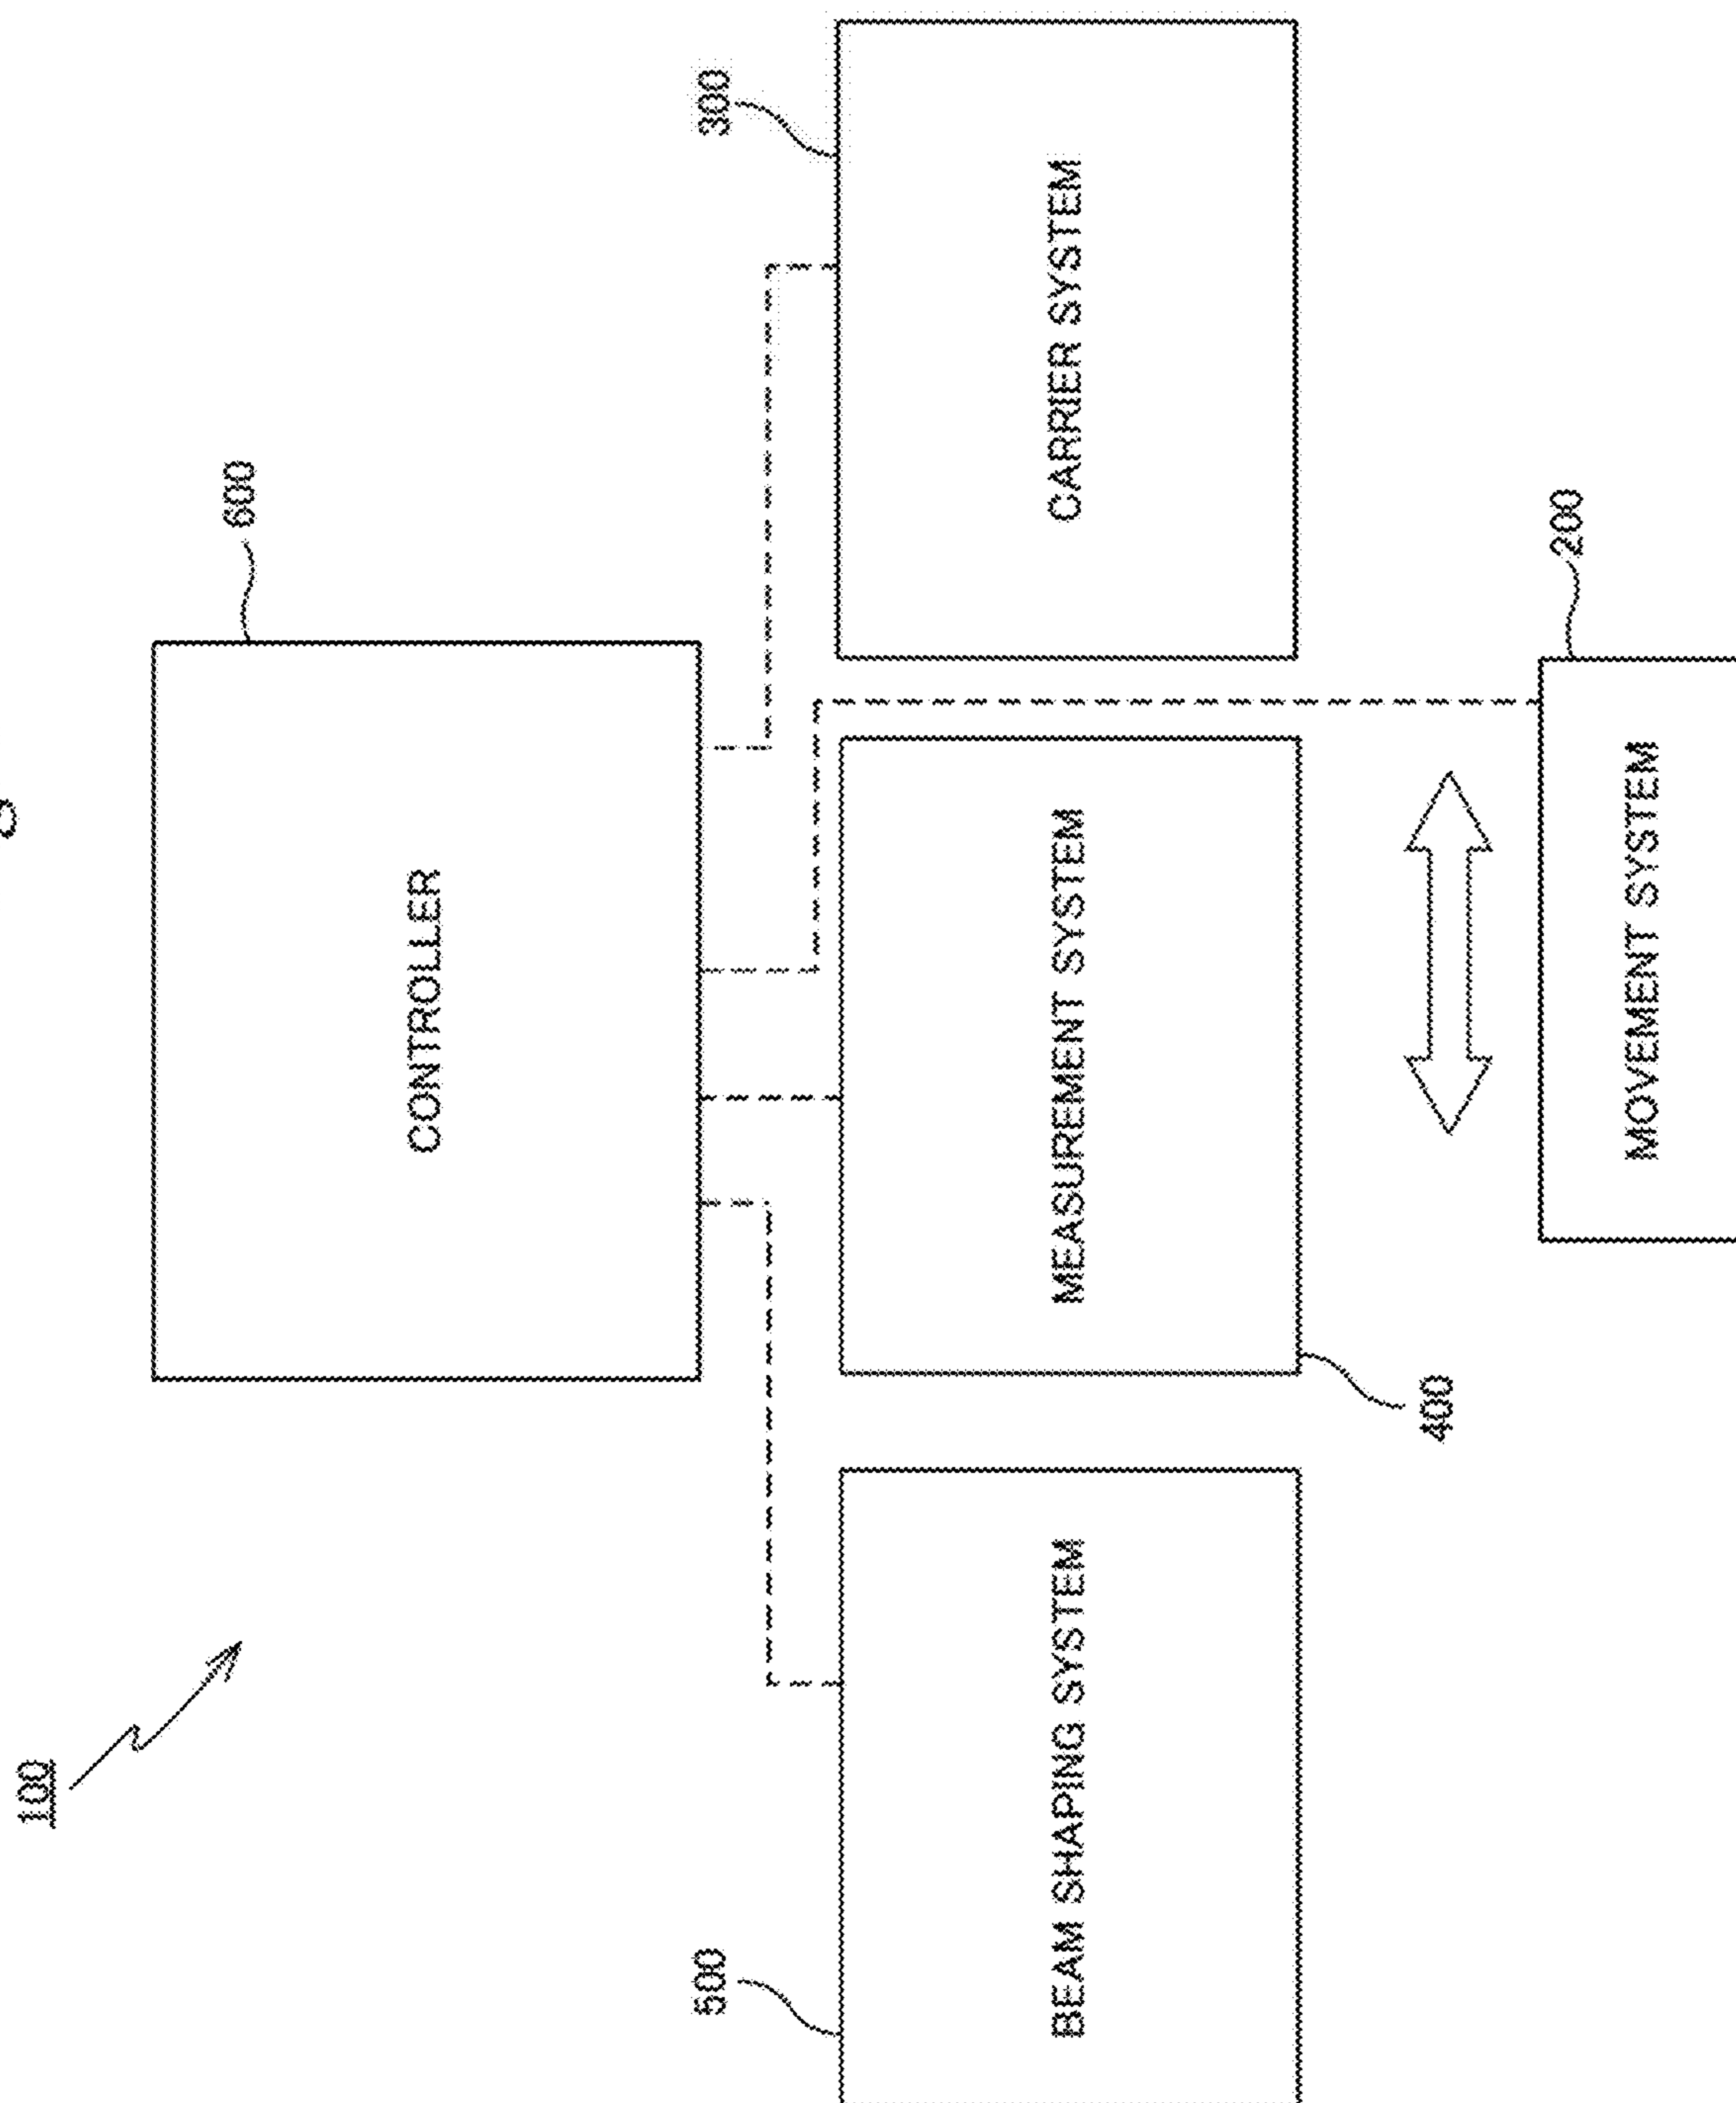 100
600
CONTROLLER
500
300
BEAM SHAPING SYSTEM
MEASUREMENT SYSTEM
CARRIER SYSTEM
400
200
MOVEMENT SYSTEM